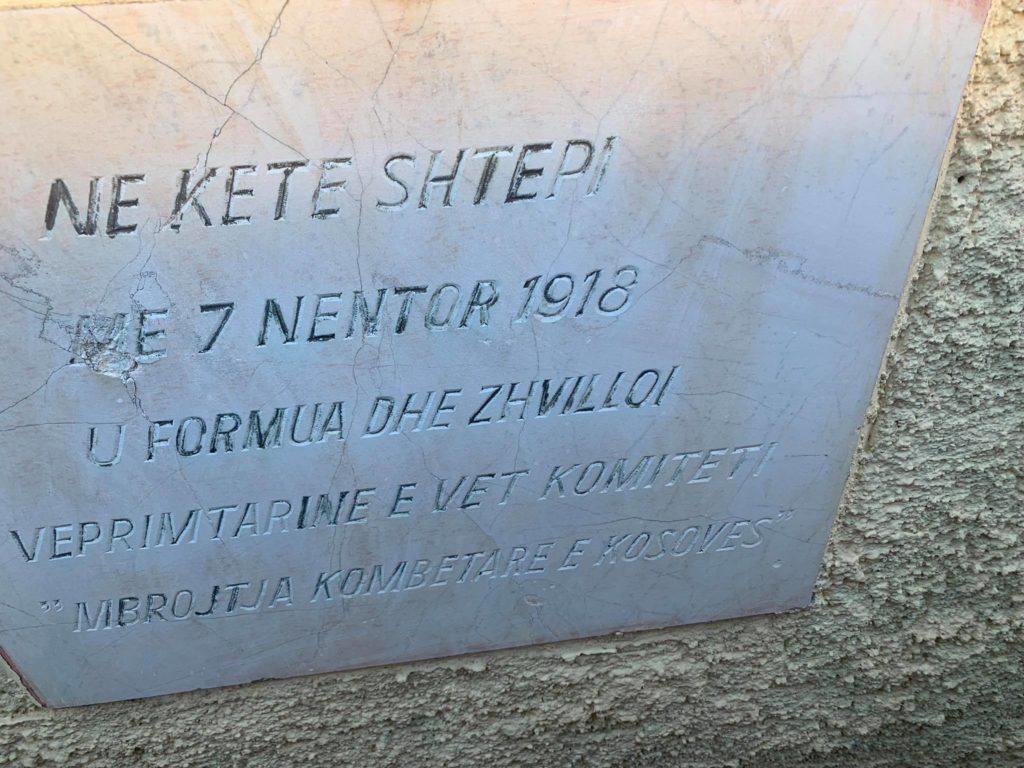 NE KETE SHTEPI
ME 7 NENTOR 1918
U FORMUA DHE ZHVILLOI
VEPRIMTARINE E VET KOMITETI
"MBROJTJA KOMBETARE E KOSOVES"